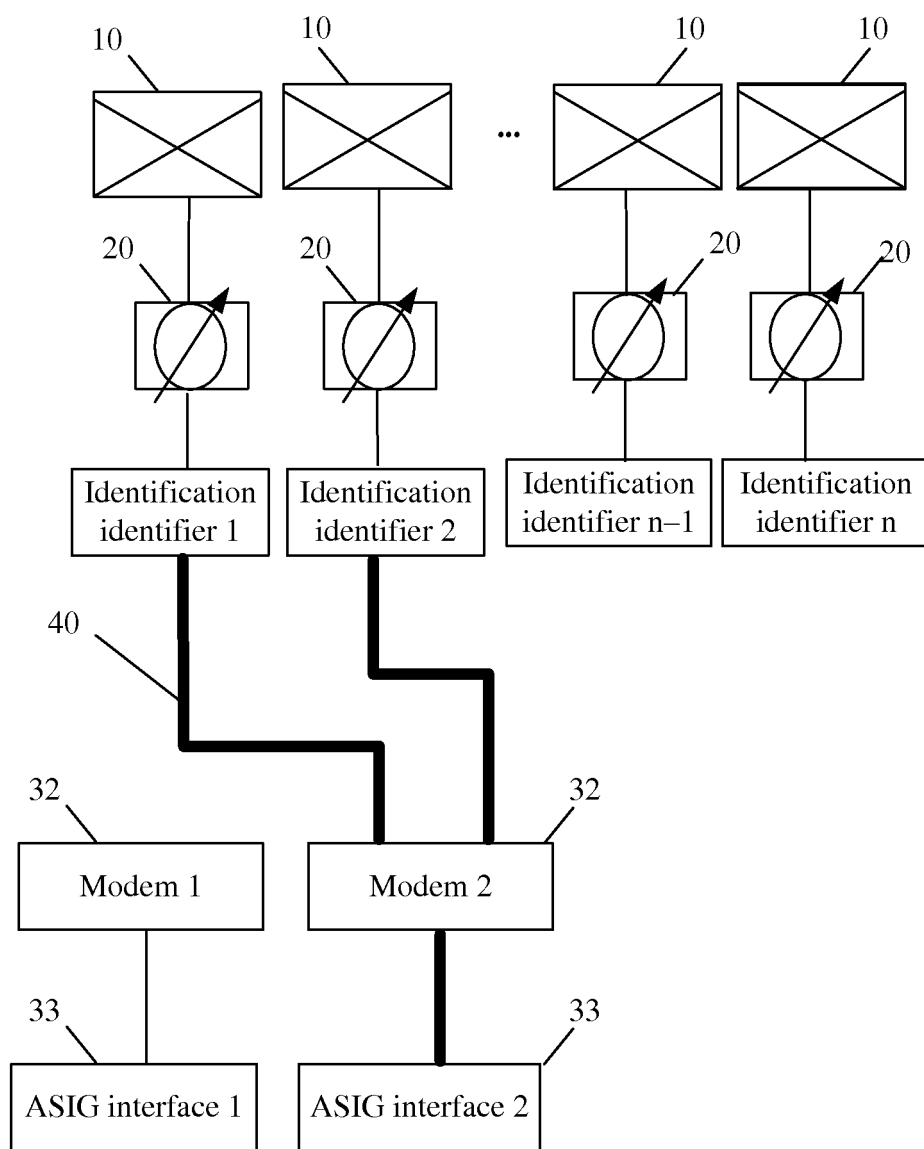 10
10
10
10
...
20
20
20
20
Identification
identifier 1
Identification
identifier 2
Identification
identifier n–1
Identification
identifier n
40
32
32
Modem 1
Modem 2
33
33
ASIG interface 1
ASIG interface 2